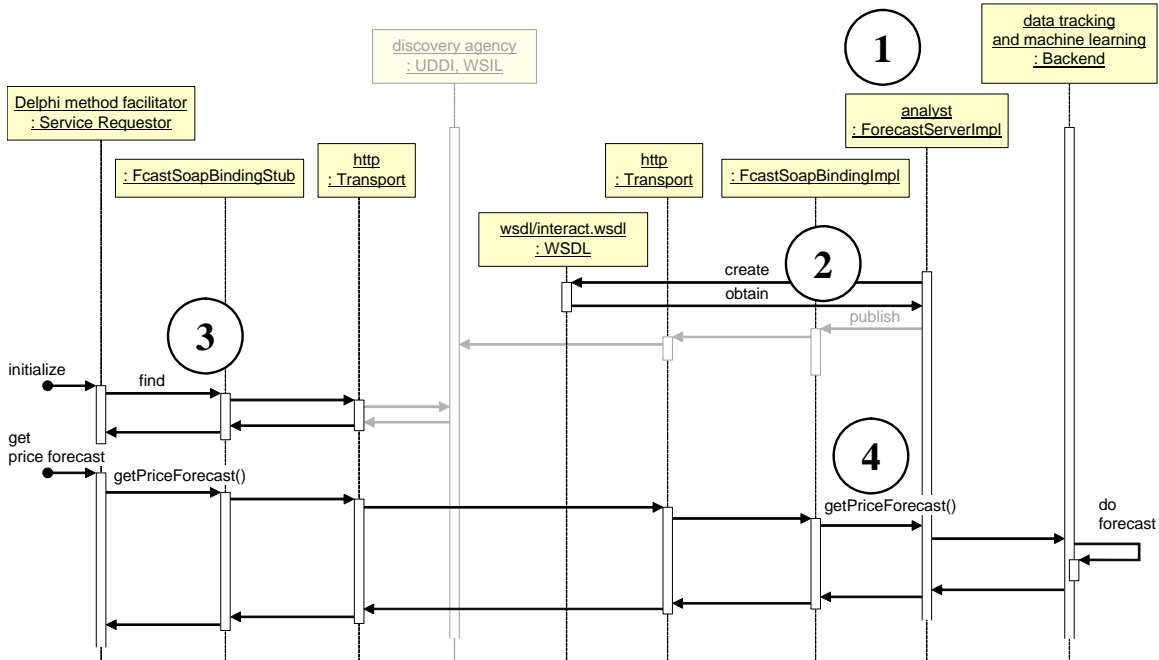 data tracking
and machine learning
: Backend
1
discovery agency
: UDDI, WSIL
Delphi method facilitator
: Service Requestor
analyst
: ForecastServerImpl
: FcastSoapBindingStub
http
: Transport
http
: Transport
: FcastSoapBindingImpl
wsdl/interact.wsdl
: WSDL
create
2
obtain
publish
3
initialize
find
get
price forecast
4
getPriceForecast()
getPriceForecast()
do
forecast